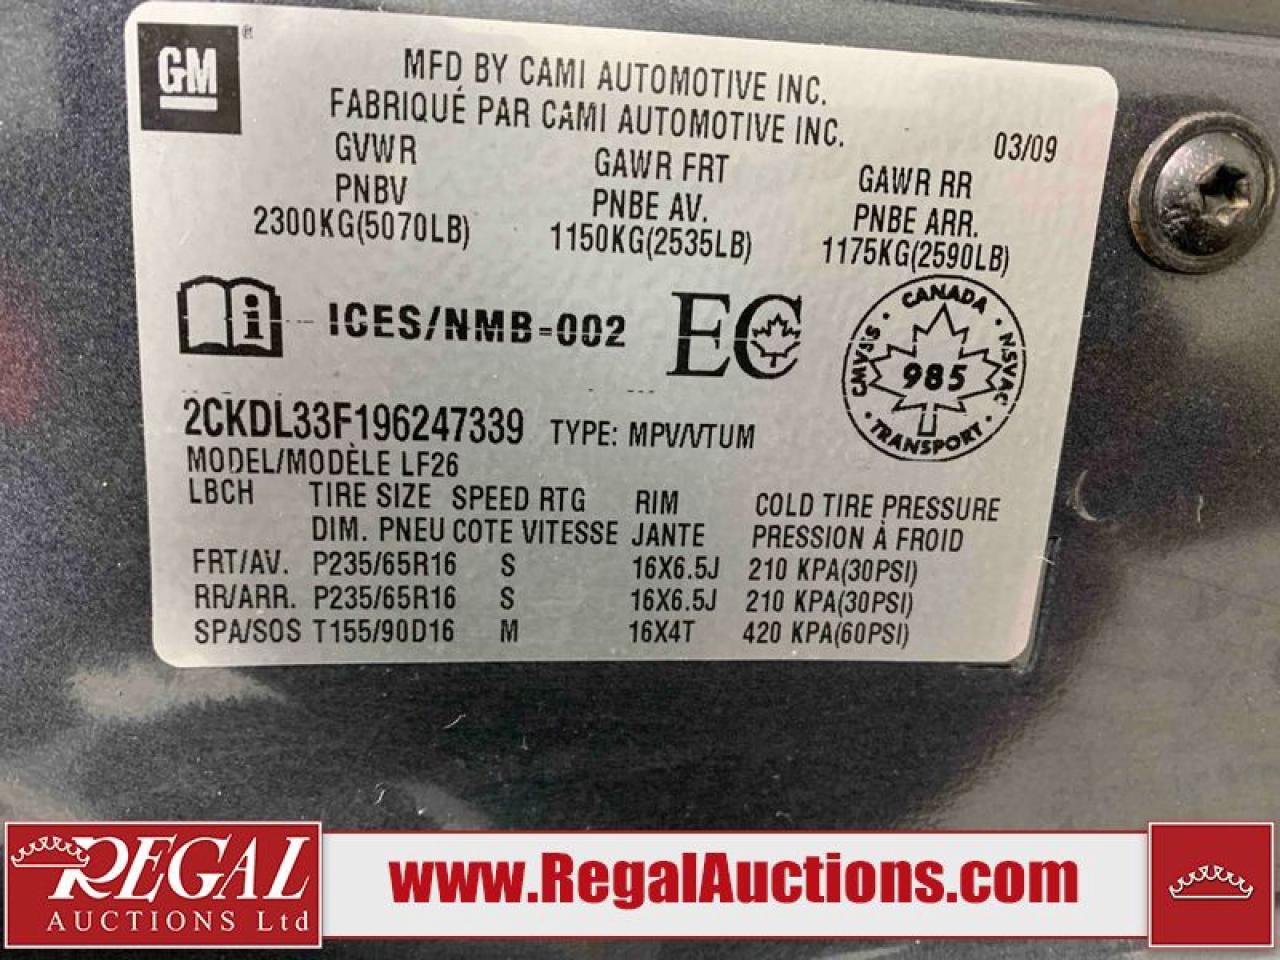 GM®
MFD BY CAMI AUTOMOTIVE INC.
FABRIQUÉ PAR CAMI AUTOMOTIVE INC.
03/09
GVWR GAWR FRT GAWR RR
PNBV PNBE AV. PNBE ARR.
2300KG(5070LB) 1150KG(2535LB) 1175KG(2590LB)
i ICES/NMB-002 EC
CANADA · NSVAC · TRANSPORT · CMVSS ·
985
2CKDL33F196247339 TYPE: MPV/VTUM
MODEL/MODÈLE LF26
LBCH TIRE SIZE SPEED RTG RIM COLD TIRE PRESSURE
DIM. PNEU COTE VITESSE JANTE PRESSION À FROID
FRT/AV. P235/65R16 S 16X6.5J 210 KPA(30PSI)
RR/ARR. P235/65R16 S 16X6.5J 210 KPA(30PSI)
SPA/SOS T155/90D16 M 16X4T 420 KPA(60PSI)
REGAL
AUCTIONS Ltd
www.RegalAuctions.com